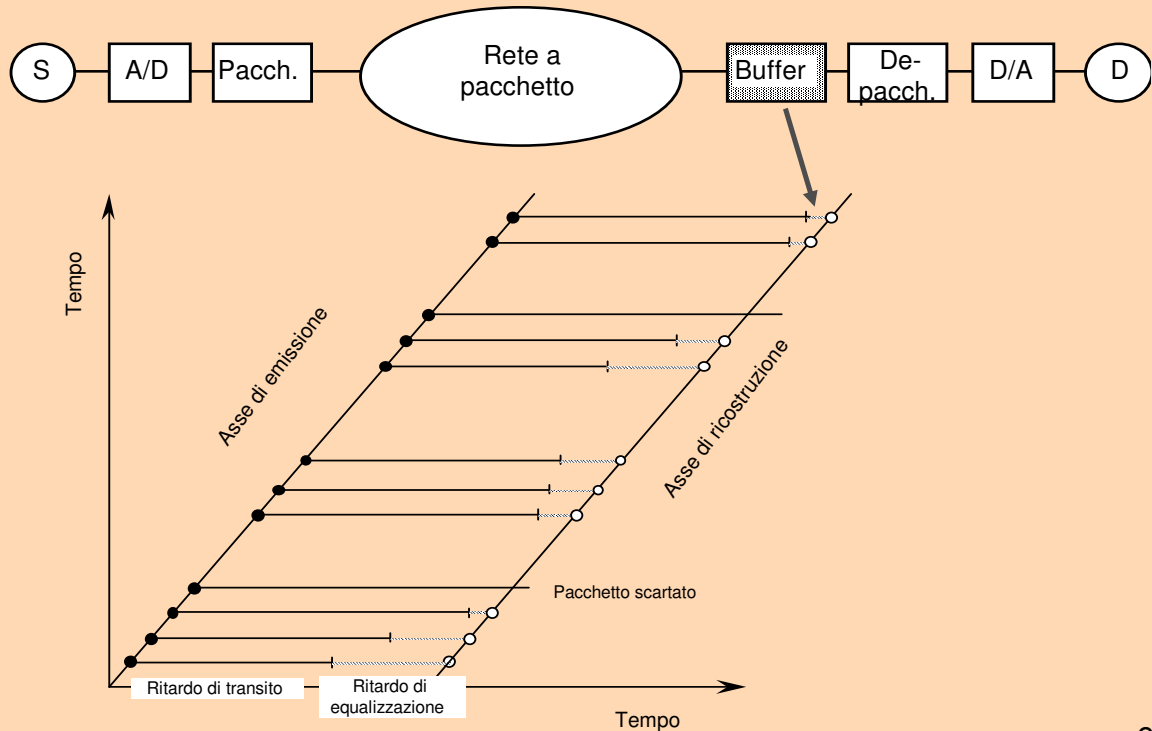 S
A/D
Pacch.
Rete a
pacchetto
Buffer
De-
pacch.
D/A
D
Tempo
Asse di emissione
Asse di ricostruzione
Pacchetto scartato
Ritardo di transito
Ritardo di
equalizzazione
Tempo